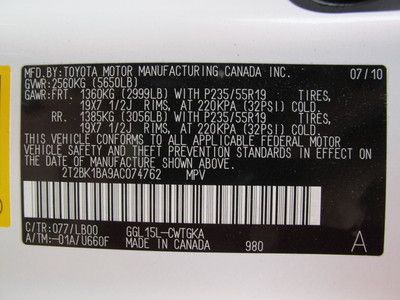 MFD.BY:TOYOTA MOTOR MANUFACTURING CANADA INC. 07/10
GVWR:2560KG (5650LB)
GAWR:FRT. 1360KG (2999LB) WITH P235/55R19 TIRES,
19X7 1/2J RIMS, AT 220KPA (32PSI) COLD.
RR. 1385KG (3056LB) WITH P235/55R19 TIRES,
19X7 1/2J RIMS, AT 220KPA (32PSI) COLD.
THIS VEHICLE CONFORMS TO ALL APPLICABLE FEDERAL MOTOR
VEHICLE SAFETY AND THEFT PREVENTION STANDARDS IN EFFECT
ON THE DATE OF MANUFACTURE SHOWN ABOVE.
2T2BK1BA9AC074762 MPV
C/TR:077/LB00 GGL15L-CWTGKA A
A/TM:-01A/U660F MADE IN CANADA 980